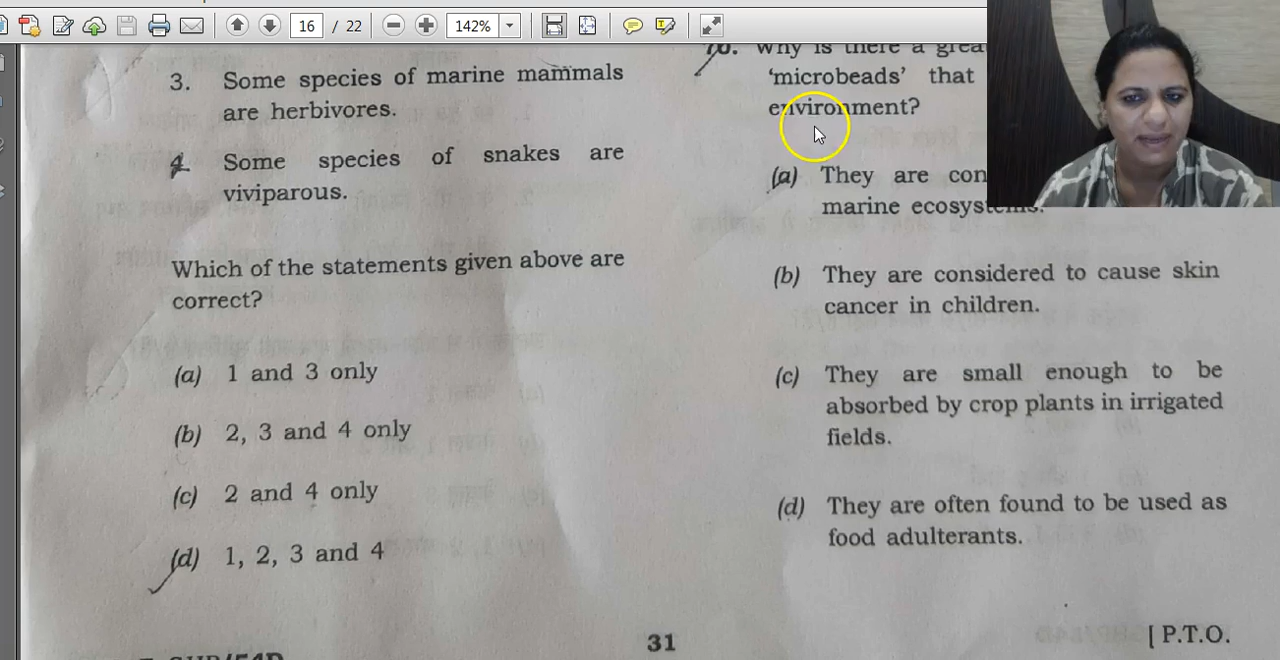 16 / 22
142%
3. Some species of marine mammals
are herbivores.
4. Some species of snakes are
viviparous.
Which of the statements given above are
correct?
(a) 1 and 3 only
(b) 2, 3 and 4 only
(c) 2 and 4 only
(d) 1, 2, 3 and 4
Why is there a
'microbeads' that
environment?
(a) They are
marine ecosystems.
(b) They are considered to cause skin
cancer in children.
(c) They are small enough to be
absorbed by crop plants in irrigated
fields.
(d) They are often found to be used as
food adulterants.
31
[ P.T.O.